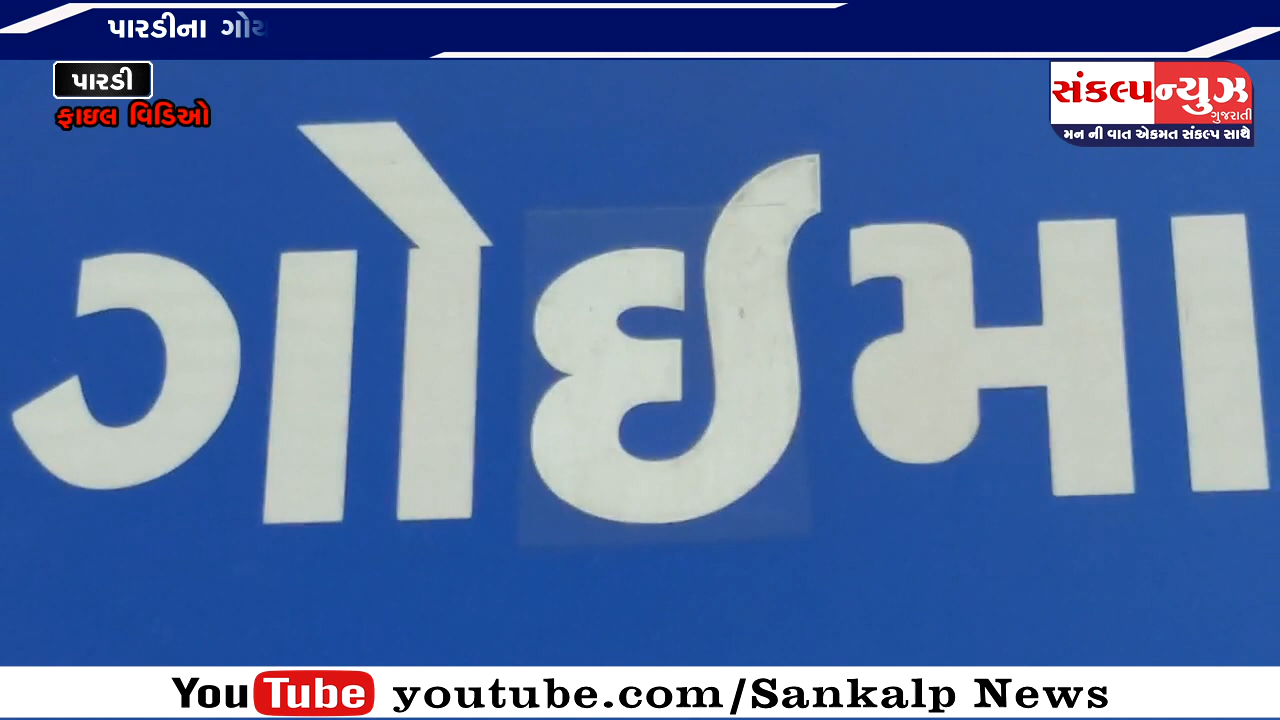 પારડીના ગોય
પારડી
ફાઇલ વિડિઓ
સંકલ્પન્યુઝ
ગુજરાતી
મન ની વાત એકમત સંકલ્પ સાથે
ગોઈમા
YouTube youtube.com/Sankalp News